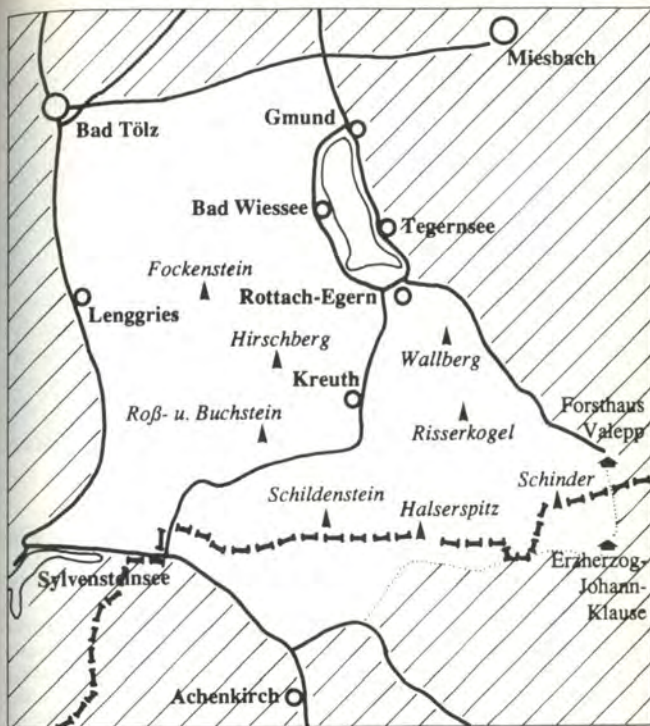 Miesbach
Bad Tölz
Gmund
Bad Wiessee
Tegernsee
Fockenstein
Lenggries
Rottach-Egern
Hirschberg
Wallberg
Kreuth
Roß- u. Buchstein
Risserkogel
Forsthaus
Valepp
Schinder
Schildenstein
Halserspitz
Sylvensteinsee
Erzherzog-
Johann-
Klause
Achenkirch